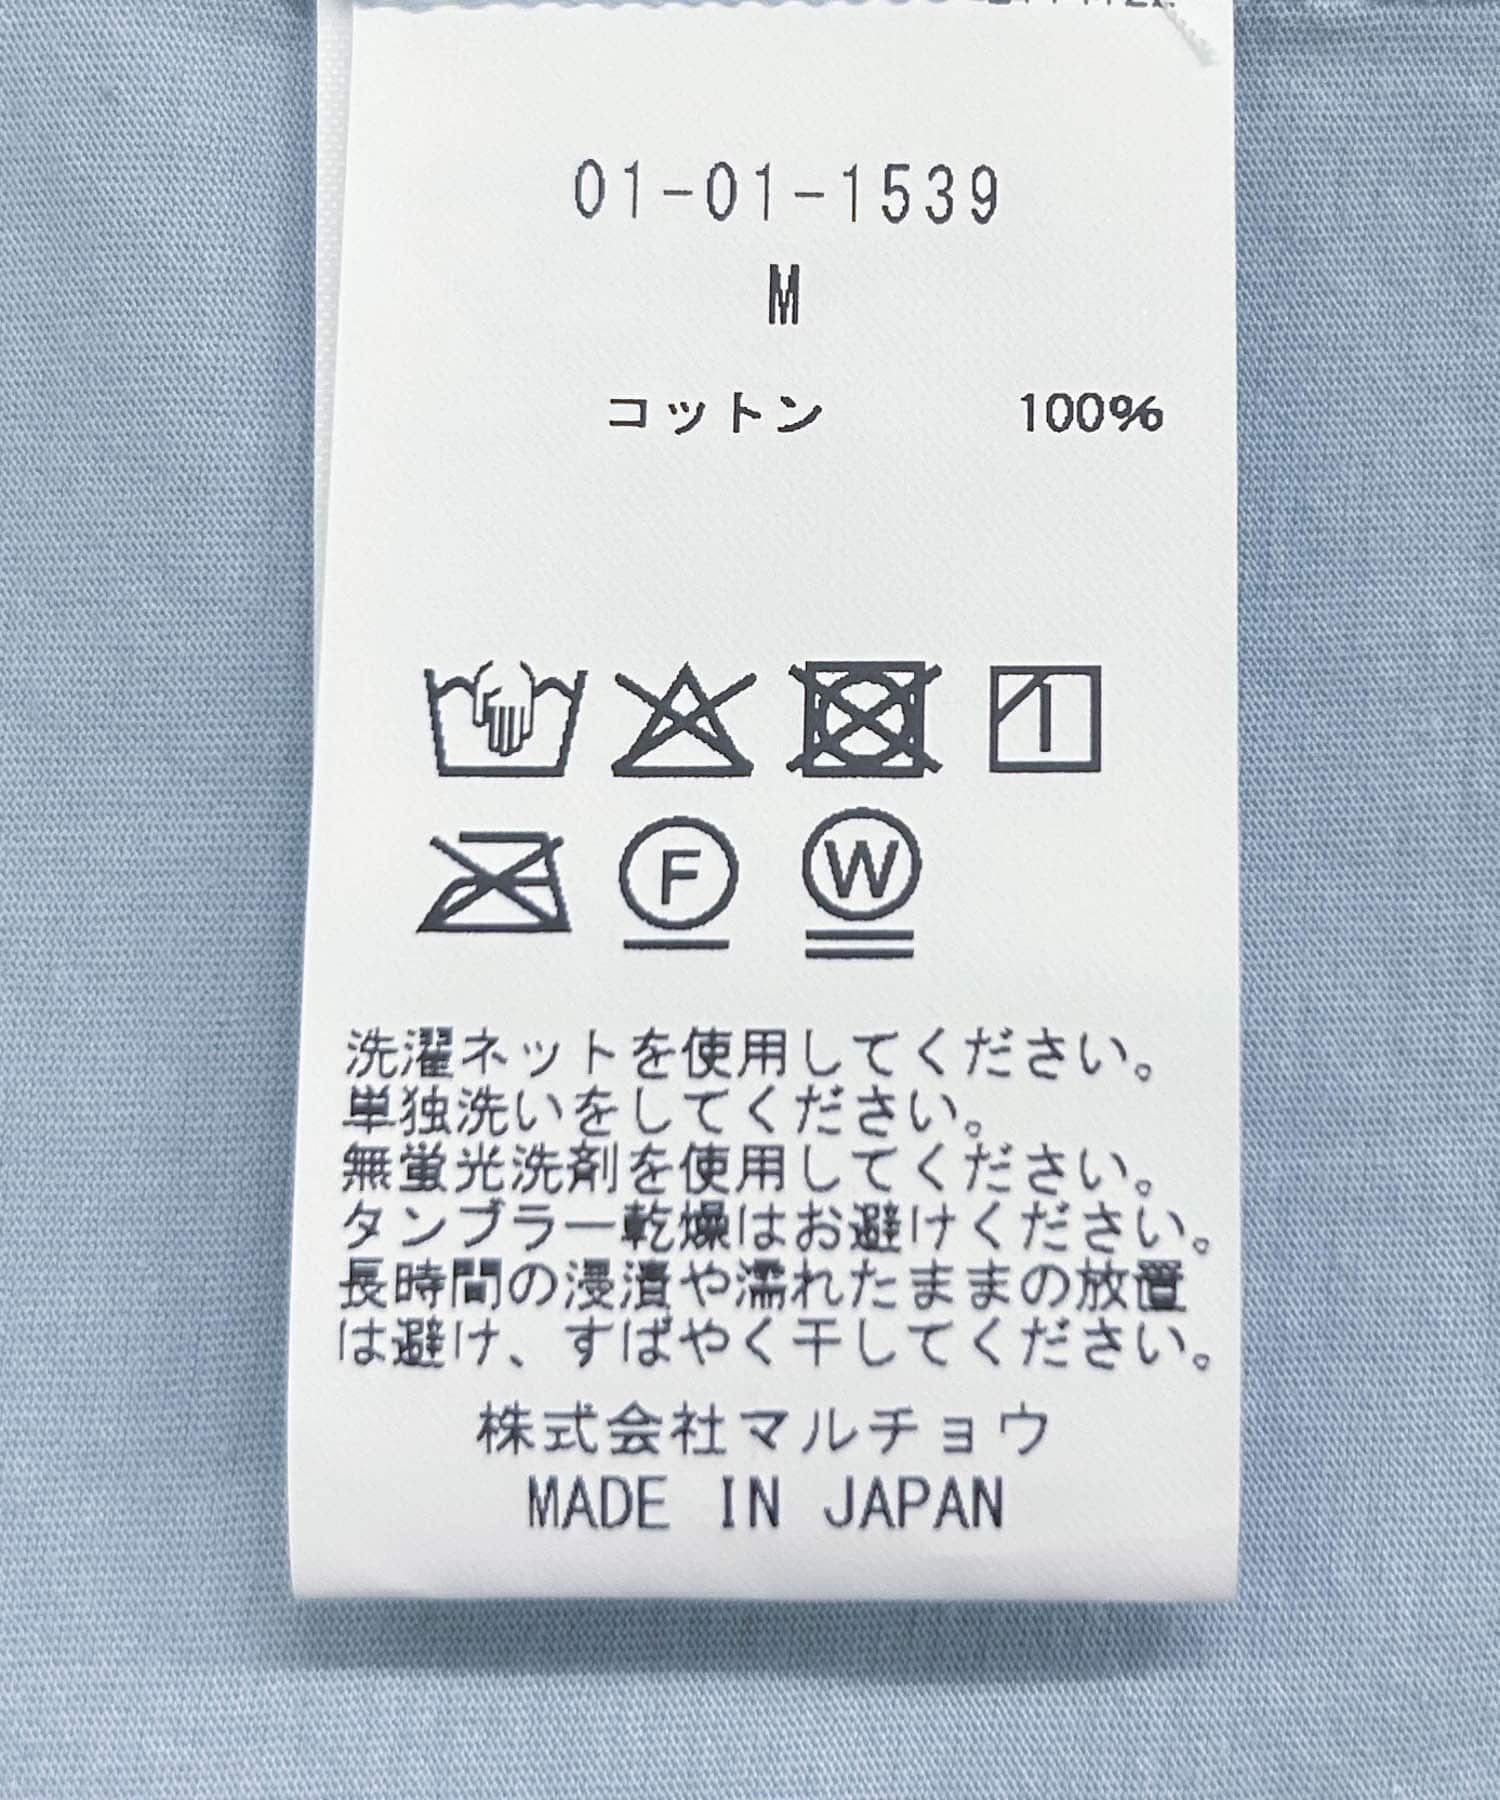 01-01-1539
M
コットン 100%
F W
洗濯ネットを使用してください。
単独洗いをしてください。
無蛍光洗剤を使用してください。
タンブラー乾燥はお避けください。
長時間の浸漬や濡れたままの放置
は避け、すばやく干してください。
株式会社マルチョウ
MADE IN JAPAN